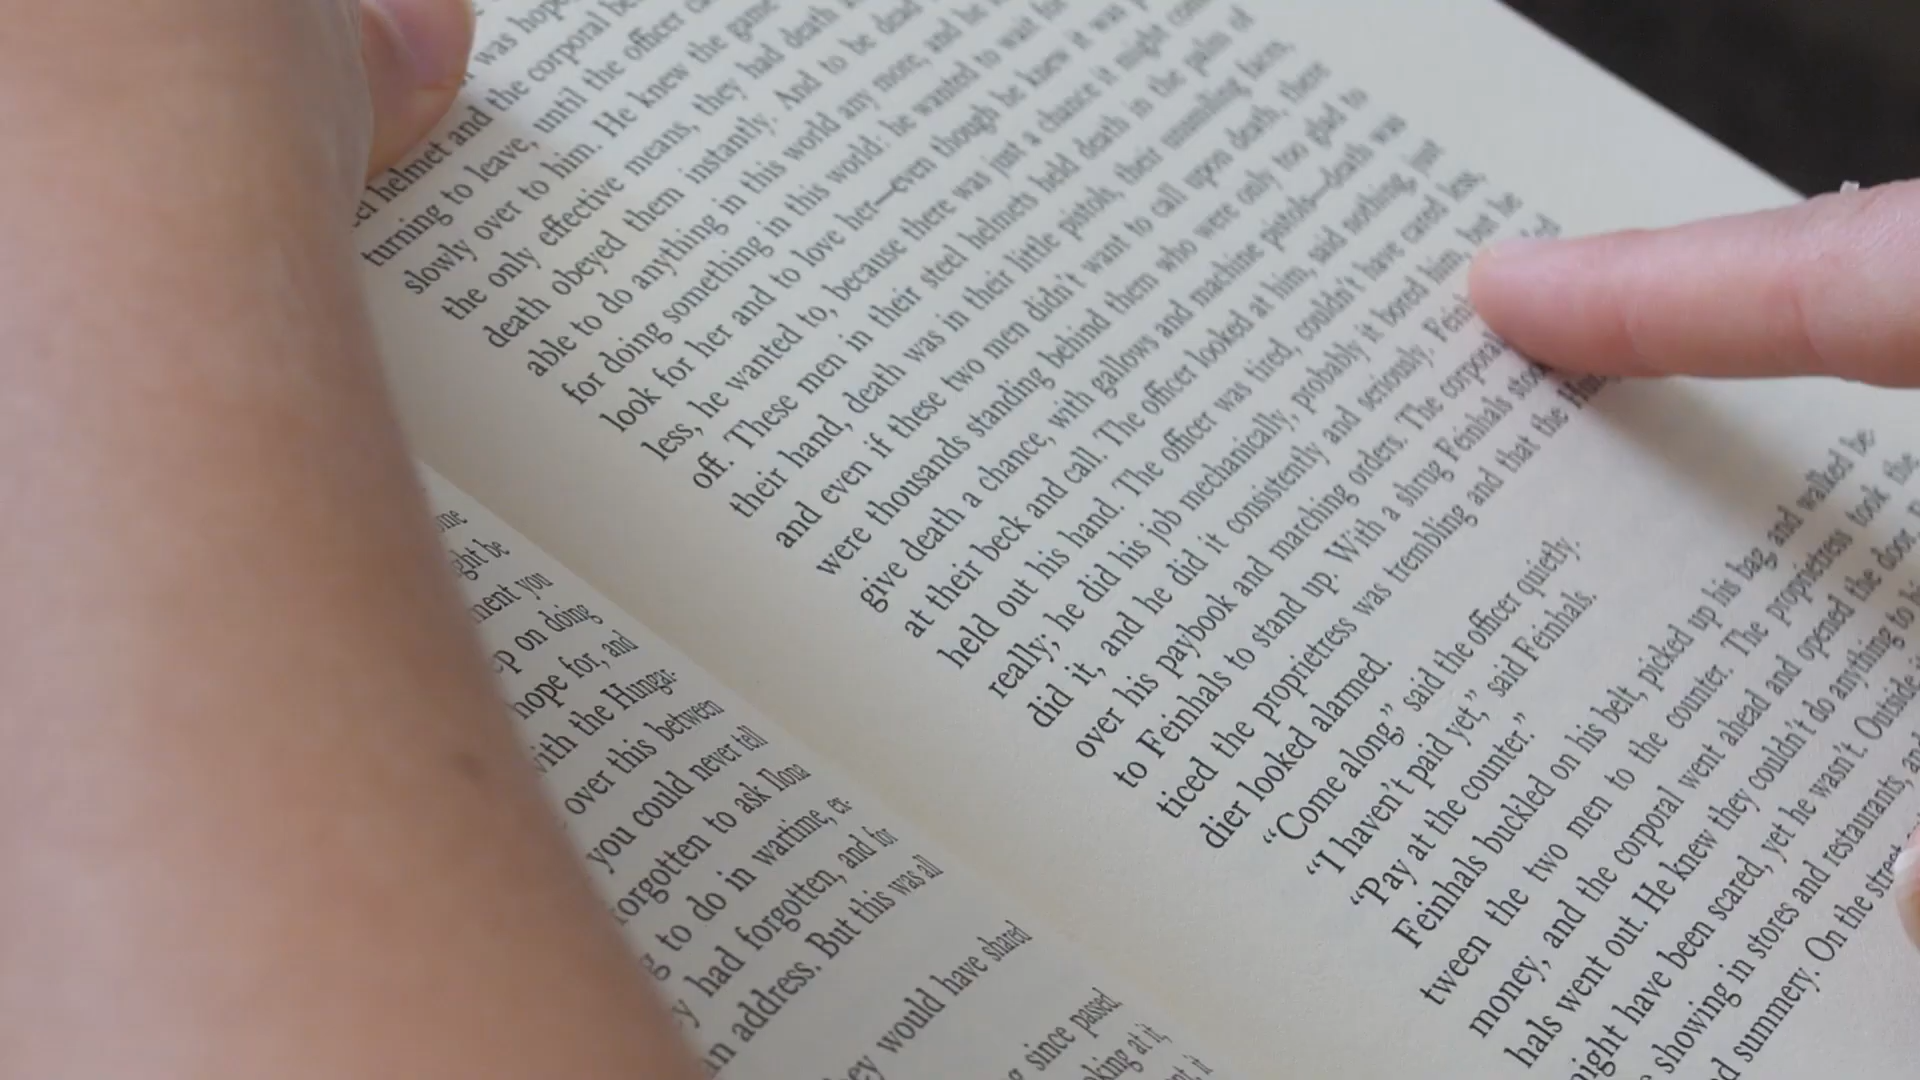 ght be
ment you
on doing
hope for, and
with the Hungar-
over this between
you could never tell
forgotten to ask Ilona
to do in wartime, er-
had forgotten, and for
an address. But this was all
would have shared
since passed,
was
helmet and the corporal
turning to leave, until the officer
slowly over to him. He knew the game
the only effective means, they had death
death obeyed them instantly. And to be dead
able to do anything in this world any more, and he
for doing something in this world: he wanted to wait for
look for her and to love her—even though he knew it was
less, he wanted to, because there was just a chance it might
off. These men in their steel helmets held death in the palm of
their hand, death was in their little pistols, their unsmiling faces,
and even if these two men didn't want to call upon death, there
were thousands standing behind them who were only too glad to
give death a chance, with gallows and machine pistols—death was
at their beck and call. The officer looked at him, said nothing, just
held out his hand. The officer was tired, couldn't have cared less,
really; he did his job mechanically, probably it bored him, but he
did it, and he did it consistently and seriously.
over his paybook and marching orders. The corporal
to Feinhals to stand up. With a shrug Feinhals
ticed the proprietress was trembling and that the
dier looked alarmed.
“Come along,” said the officer quietly.
“I haven't paid yet,” said Feinhals.
“Pay at the counter.”
Feinhals buckled on his belt, picked up his bag and walked be-
tween the two men to the counter. The proprietress took the
money, and the corporal went ahead and opened the door.
hals went out. He knew they couldn't do anything to
might have been scared, yet he wasn't. Outside
showing in stores and restaurants,
summery. On the street